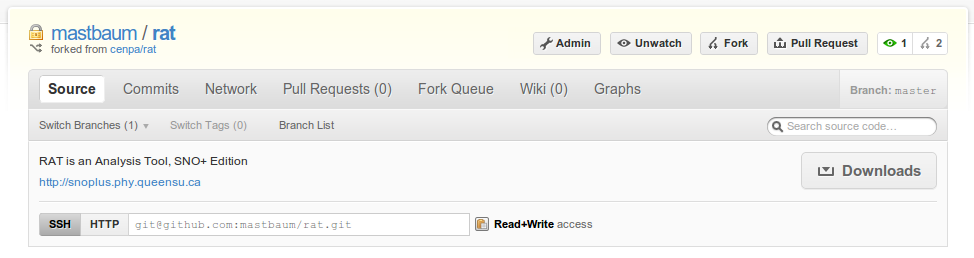 mastbaum / rat
forked from cenpa/rat
Admin Unwatch Fork Pull Request 1 2
Source Commits Network Pull Requests (0) Fork Queue Wiki (0) Graphs Branch: master
Switch Branches (1) Switch Tags (0) Branch List Search source code...
RAT is an Analysis Tool, SNO+ Edition
http://snoplus.phy.queensu.ca
Downloads
SSH HTTP git@github.com:mastbaum/rat.git Read+Write access